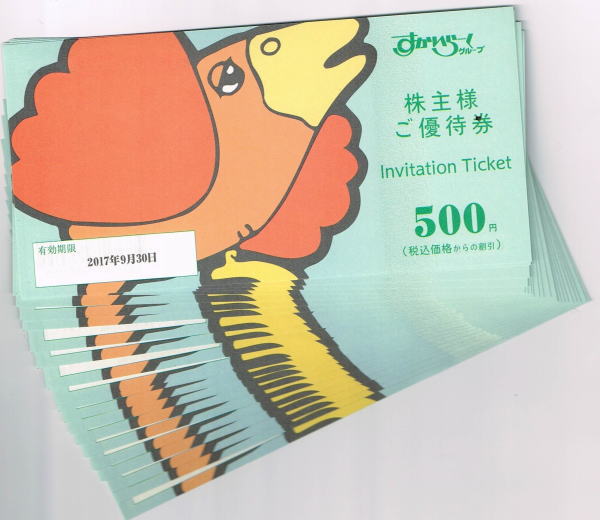 すかいらーく
グループ
株主様
ご優待券
Invitation Ticket
500円
(税込価格からの割引)
有効期限
2017年9月30日